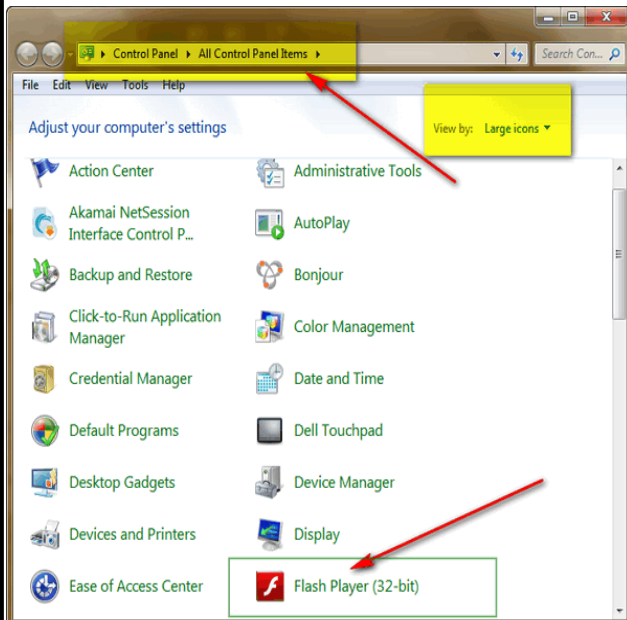 Control Panel All Control Panel Items
Search Con...
File Edit View Tools Help
Adjust your computer's settings
View by: Large icons
Action Center
Administrative Tools
Akamai NetSession
Interface Control P...
AutoPlay
Backup and Restore
Bonjour
Click-to-Run Application
Manager
Color Management
Credential Manager
Date and Time
Default Programs
Dell Touchpad
Desktop Gadgets
Device Manager
Devices and Printers
Display
Ease of Access Center
Flash Player (32-bit)